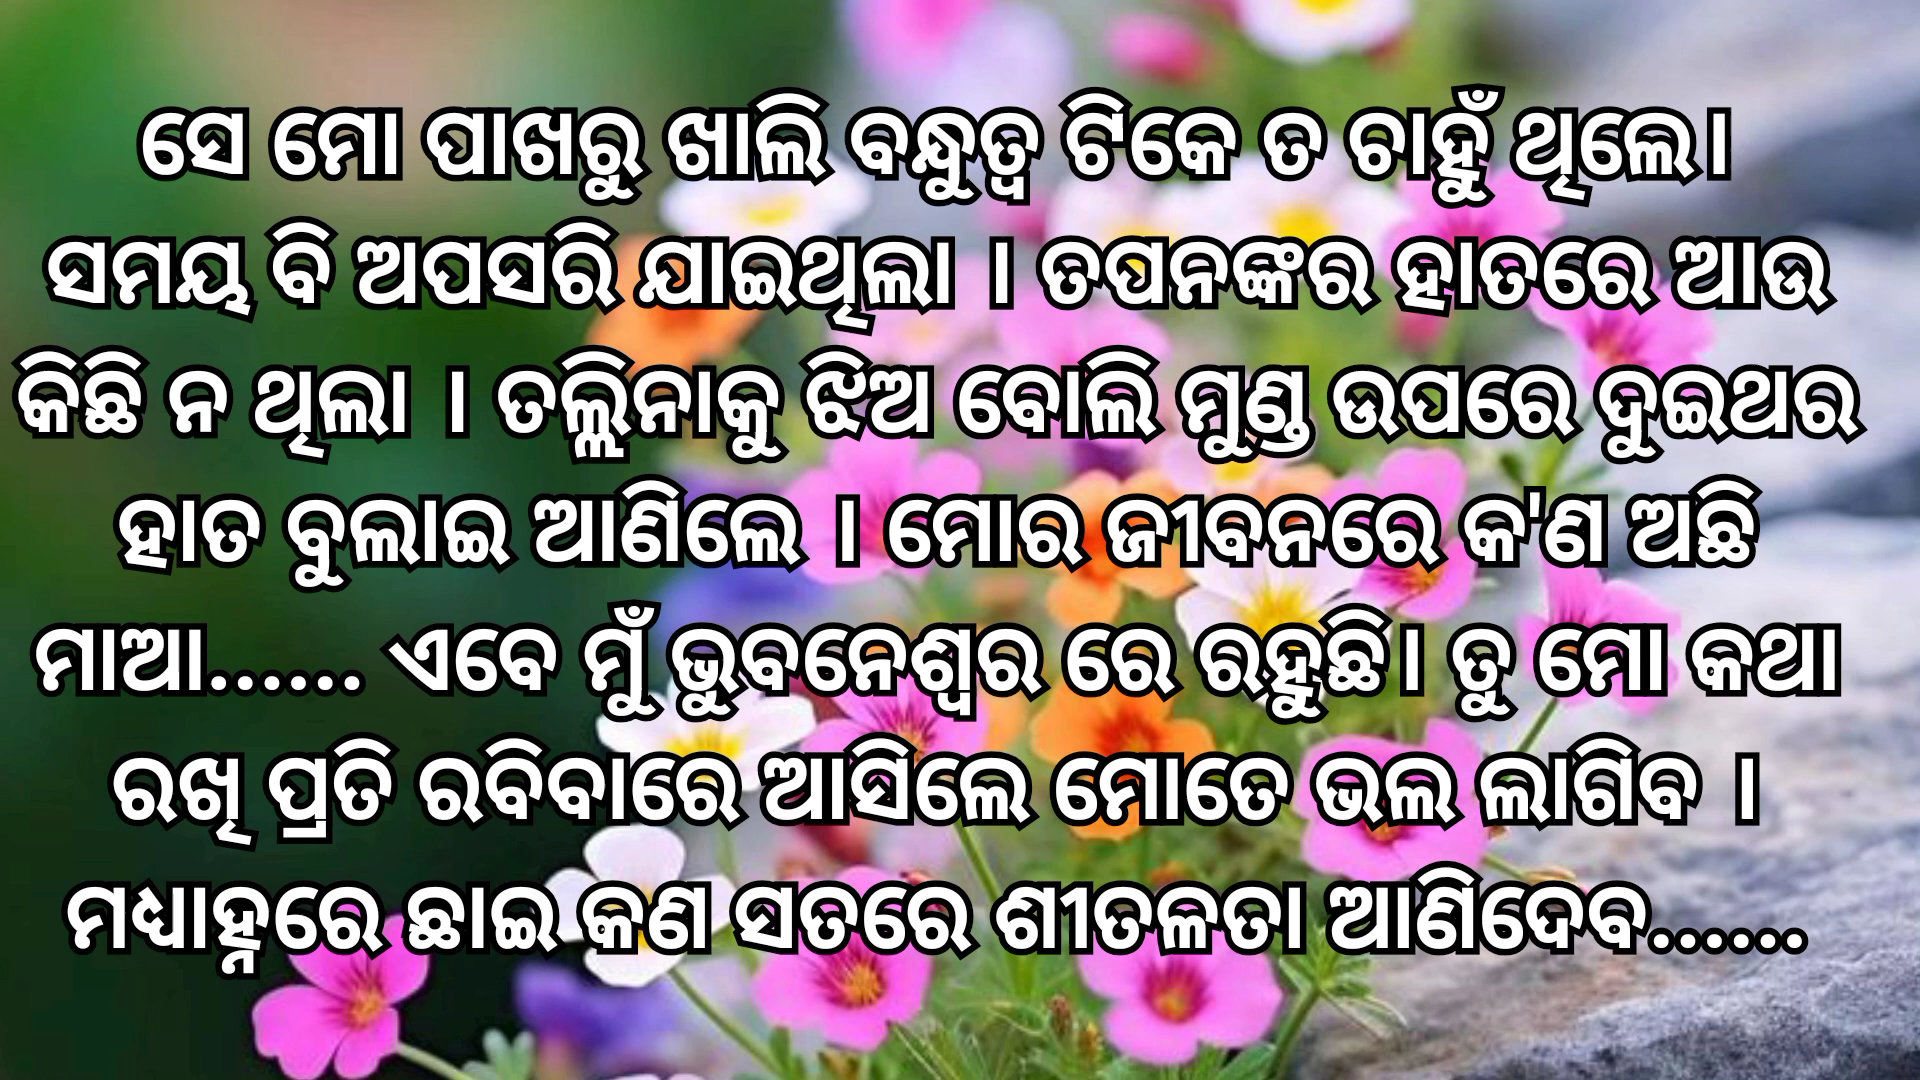 ସେ ମୋ ପାଖରୁ ଖାଲି ବନ୍ଧୁତ୍ୱ ଟିକେ ତ ଚାହୁଁ ଥିଲେ।
ସମୟ ବି ଅପସରି ଯାଇଥିଲା । ତପନଙ୍କର ହାତରେ ଆଉ
କିଛି ନ ଥିଲା । ତଲ୍ଲିନାକୁ ଝିଅ ବୋଲି ମୁଣ୍ଡ ଉପରେ ଦୁଇଥର
ହାତ ବୁଲାଇ ଆଣିଲେ । ମୋର ଜୀବନରେ କ'ଣ ଅଛି
ମାଆ...... ଏବେ ମୁଁ ଭୁବନେଶ୍ୱର ରେ ରହୁଛି। ତୁ ମୋ କଥା
ରଖି ପ୍ରତି ରବିବାରେ ଆସିଲେ ମୋତେ ଭଲ ଲାଗିବ ।
ମଧ୍ୟାହ୍ନରେ ଛାଇ କଣ ସତରେ ଶୀତଳତା ଆଣିଦେବ......